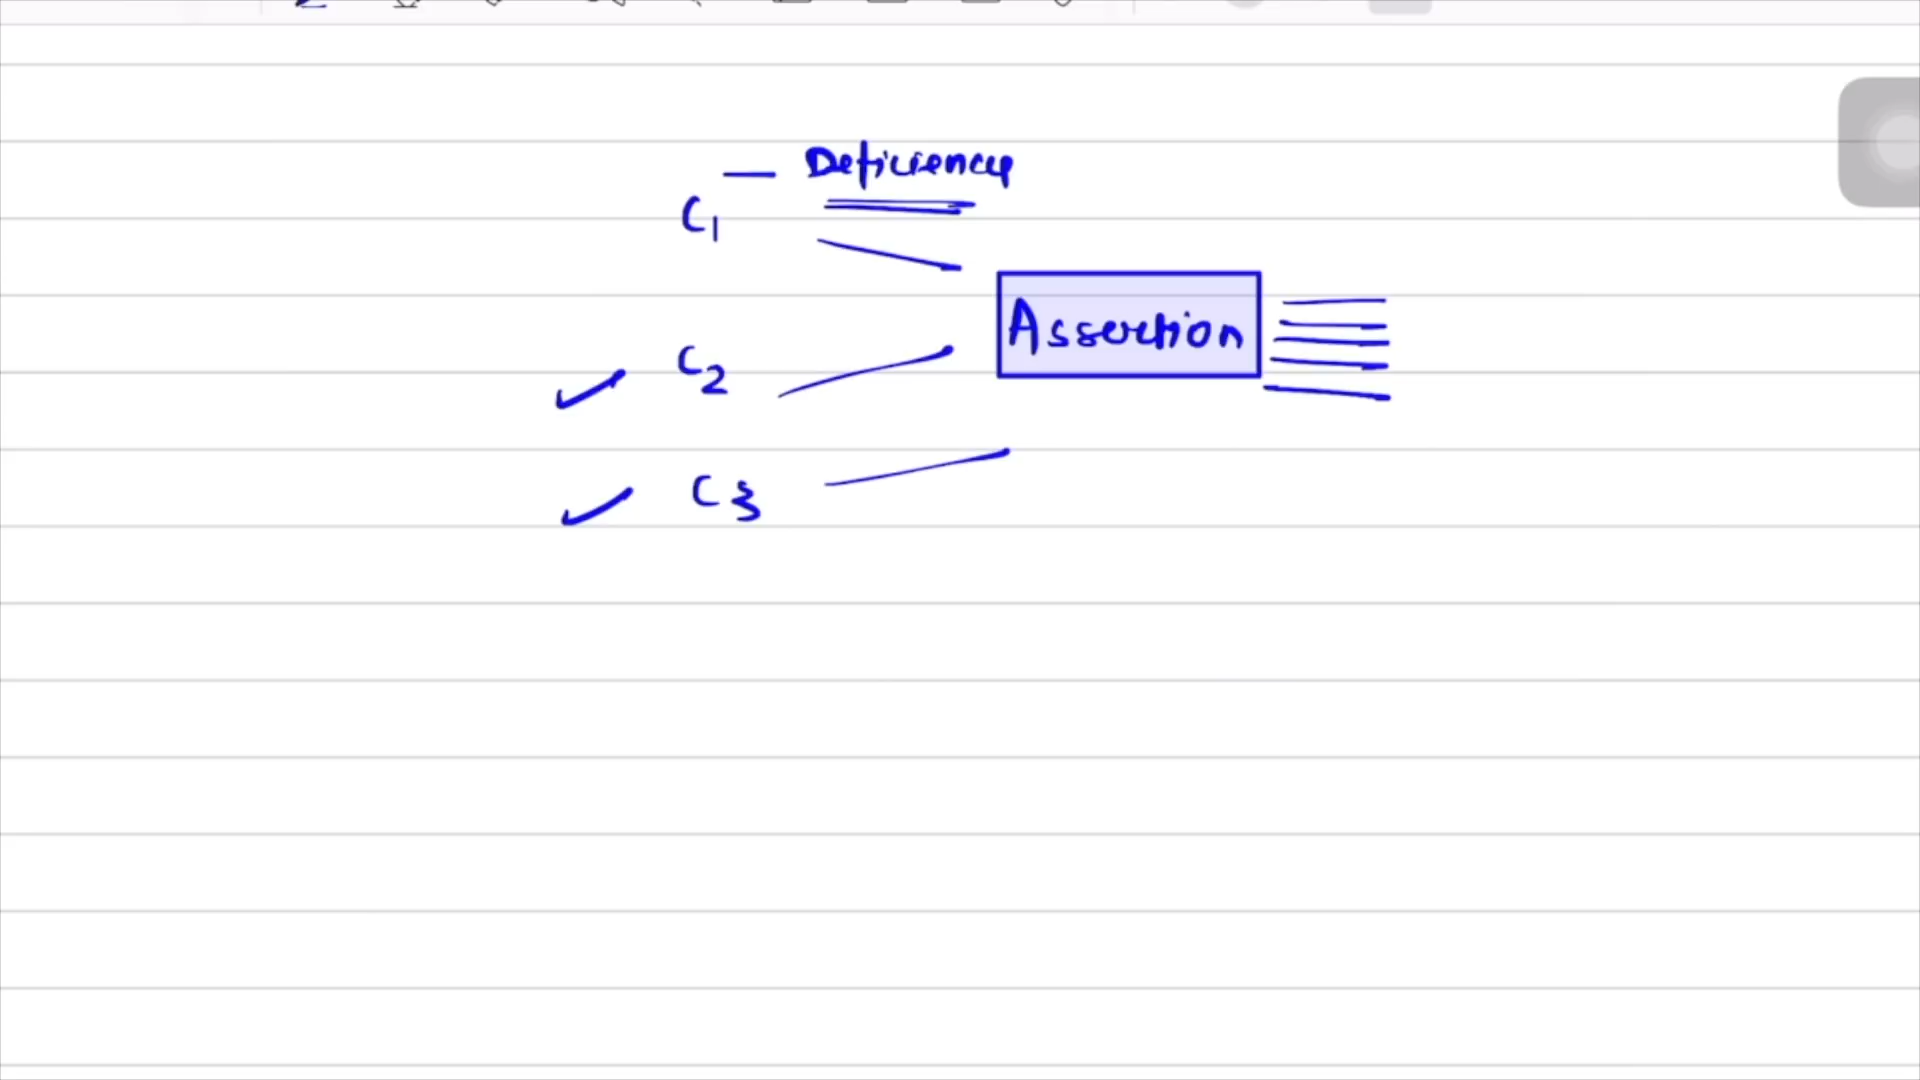 — Deficiency
C1
Assertion
✓ C2
✓ C3